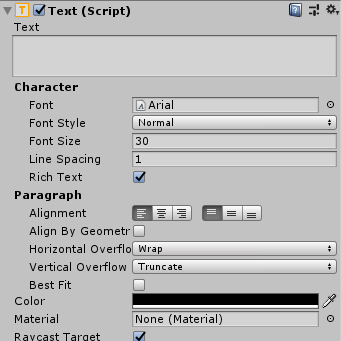 Text (Script)
Text
Character
Font Arial
Font Style Normal
Font Size 30
Line Spacing 1
Rich Text
Paragraph
Alignment
Align By Geometr
Horizontal Overflo Wrap
Vertical Overflow Truncate
Best Fit
Color
Material None (Material)
Raycast Target